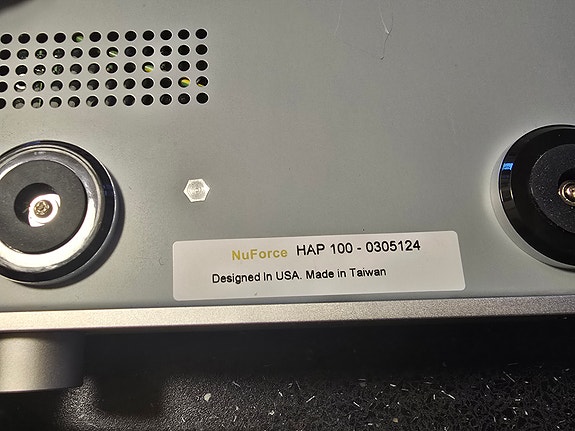 NuForce HAP 100 - 0305124
Designed in USA. Made in Taiwan